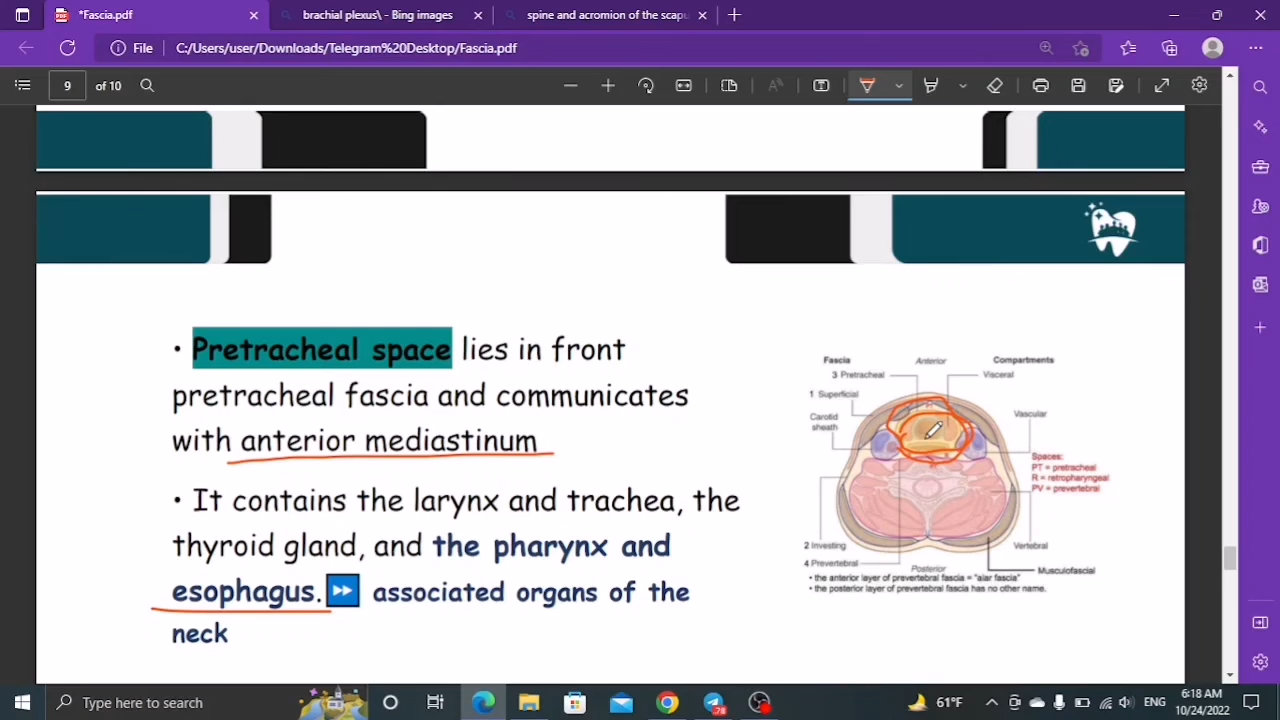 *Fascia.pdf
brachial plexus\ - Bing images
spine and acromion of the scapu
File
C:/Users/user/Downloads/Telegram%20Desktop/Fascia.pdf
9 of 10
• Pretracheal space lies in front
pretracheal fascia and communicates
with anterior mediastinum
• It contains the larynx and trachea, the
thyroid gland, and the pharynx and
esophagus. associated organs of the
neck
Fascia
Anterior
Compartments
3 Pretracheal
Visceral
1 Superficial
Carotid
sheath
Vascular
Spaces:
PT = pretracheal
R = retropharyngeal
PV = prevertebral
2 Investing
Vertebral
4 Prevertebral
Posterior
Musculofascial
• the anterior layer of prevertebral fascia = "alar fascia"
• the posterior layer of prevertebral fascia has no other name.
Type here to search
78
61°F
ENG
6:18 AM
10/24/2022